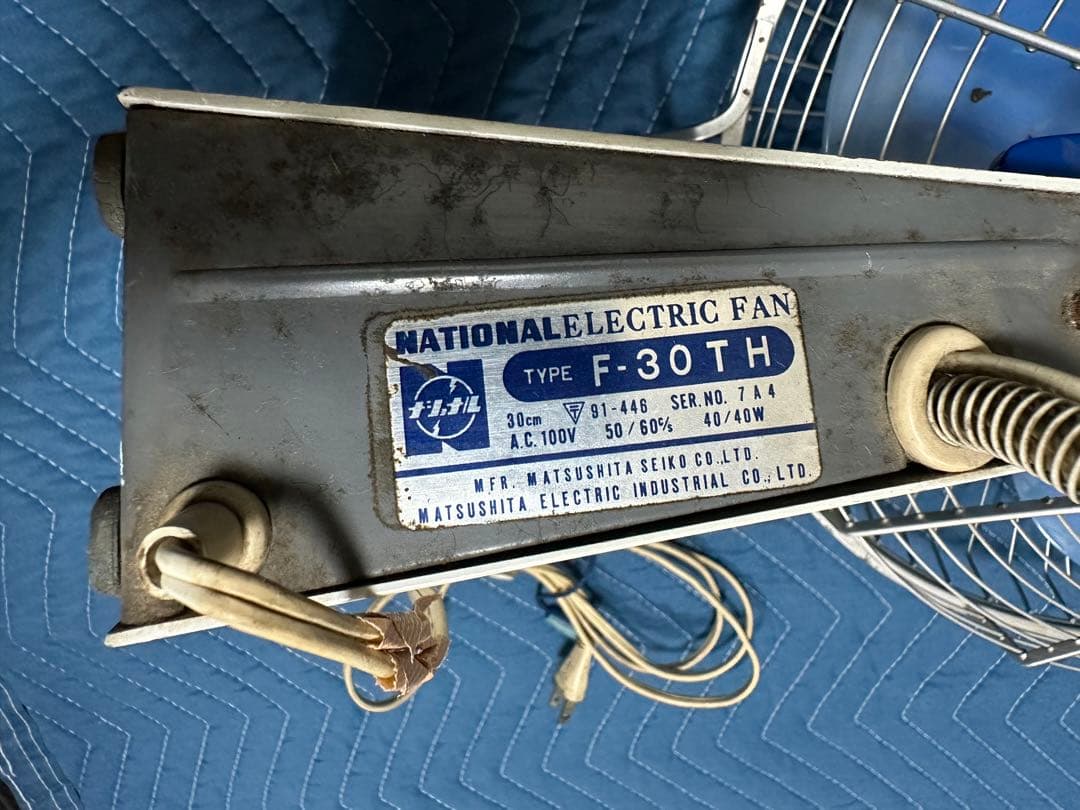 NATIONAL ELECTRIC FAN
TYPE F-30TH
ナショナル
30cm 91-446 SER.NO. 7A4
A.C. 100V 50/60c/s 40/40W
MFR. MATSUSHITA SEIKO CO.,LTD.
MATSUSHITA ELECTRIC INDUSTRIAL CO., LTD.